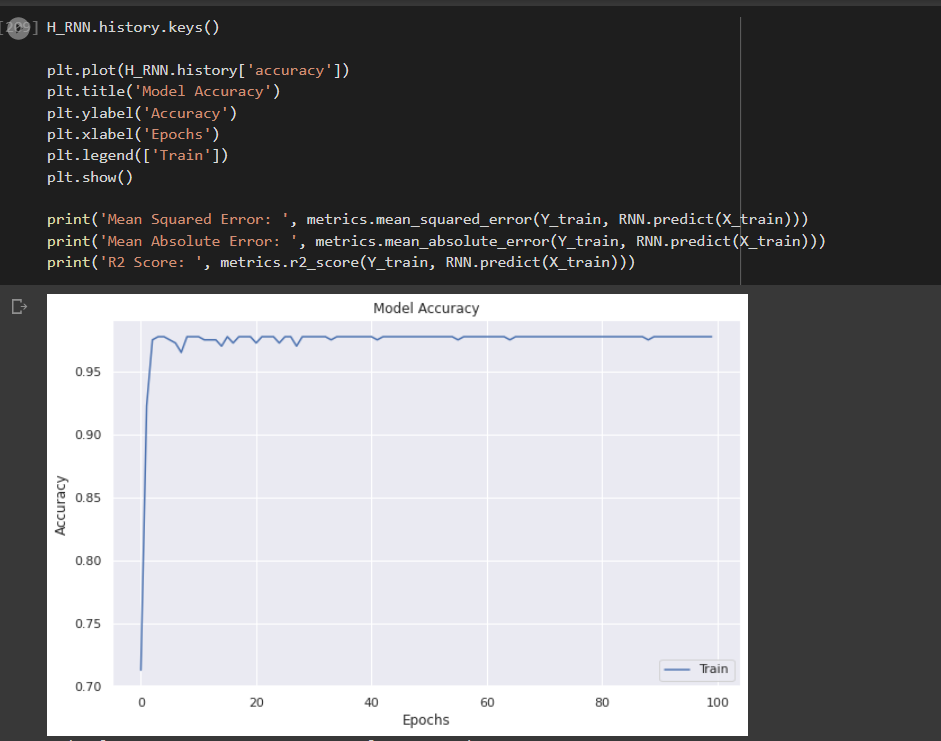 H_RNN.history.keys()
plt.plot(H_RNN.history['accuracy'])
plt.title('Model Accuracy')
plt.ylabel('Accuracy')
plt.xlabel('Epochs')
plt.legend(['Train'])
plt.show()
print('Mean Squared Error: ', metrics.mean_squared_error(Y_train, RNN.predict(X_train)))
print('Mean Absolute Error: ', metrics.mean_absolute_error(Y_train, RNN.predict(X_train)))
print('R2 Score: ', metrics.r2_score(Y_train, RNN.predict(X_train)))
Model Accuracy
0.95
0.90
0.85
0.80
0.75
0.70
Accuracy
Train
0 20 40 60 80 100
Epochs